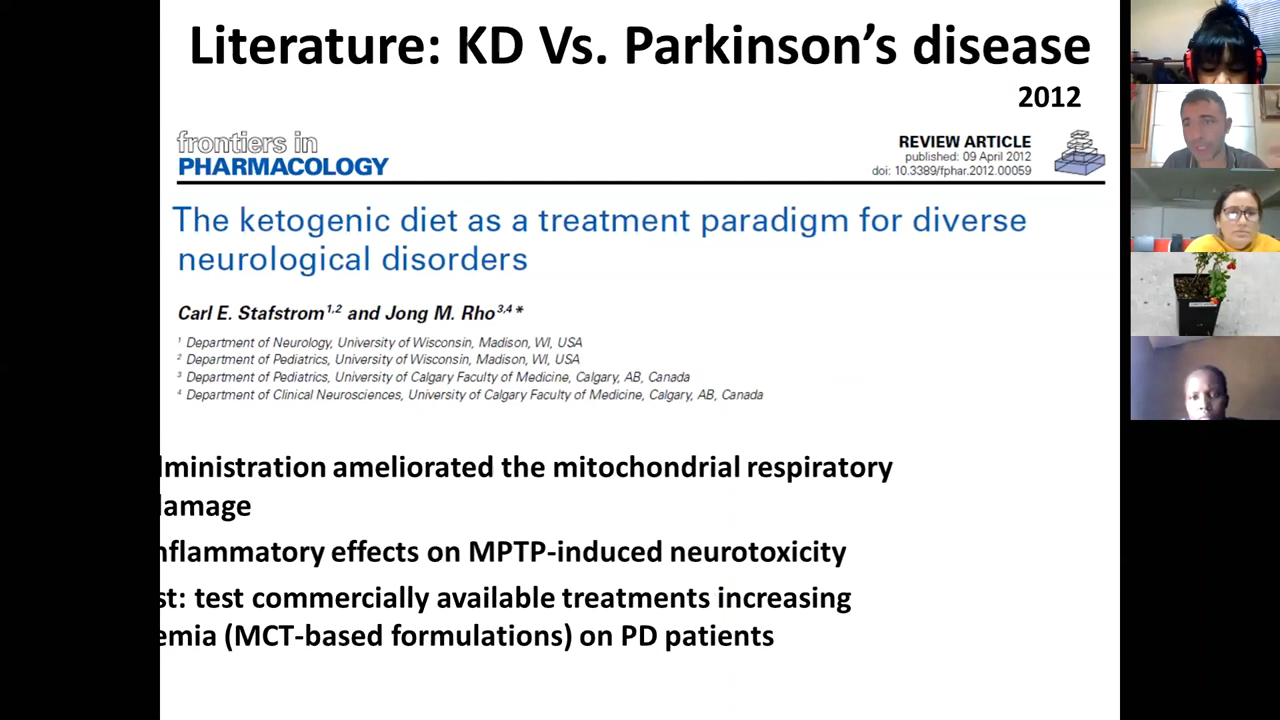 Literature: KD Vs. Parkinson's disease
2012
frontiers in
PHARMACOLOGY
REVIEW ARTICLE
published: 09 April 2012
doi: 10.3389/fphar.2012.00059
The ketogenic diet as a treatment paradigm for diverse
neurological disorders
Carl E. Stafstrom1,2 and Jong M. Rho3,4*
1 Department of Neurology, University of Wisconsin, Madison, WI, USA
2 Department of Pediatrics, University of Wisconsin, Madison, WI, USA
3 Department of Pediatrics, University of Calgary Faculty of Medicine, Calgary, AB, Canada
4 Department of Clinical Neurosciences, University of Calgary Faculty of Medicine, Calgary, AB, Canada
ministration ameliorated the mitochondrial respiratory
damage
nflammatory effects on MPTP-induced neurotoxicity
st: test commercially available treatments increasing
emia (MCT-based formulations) on PD patients